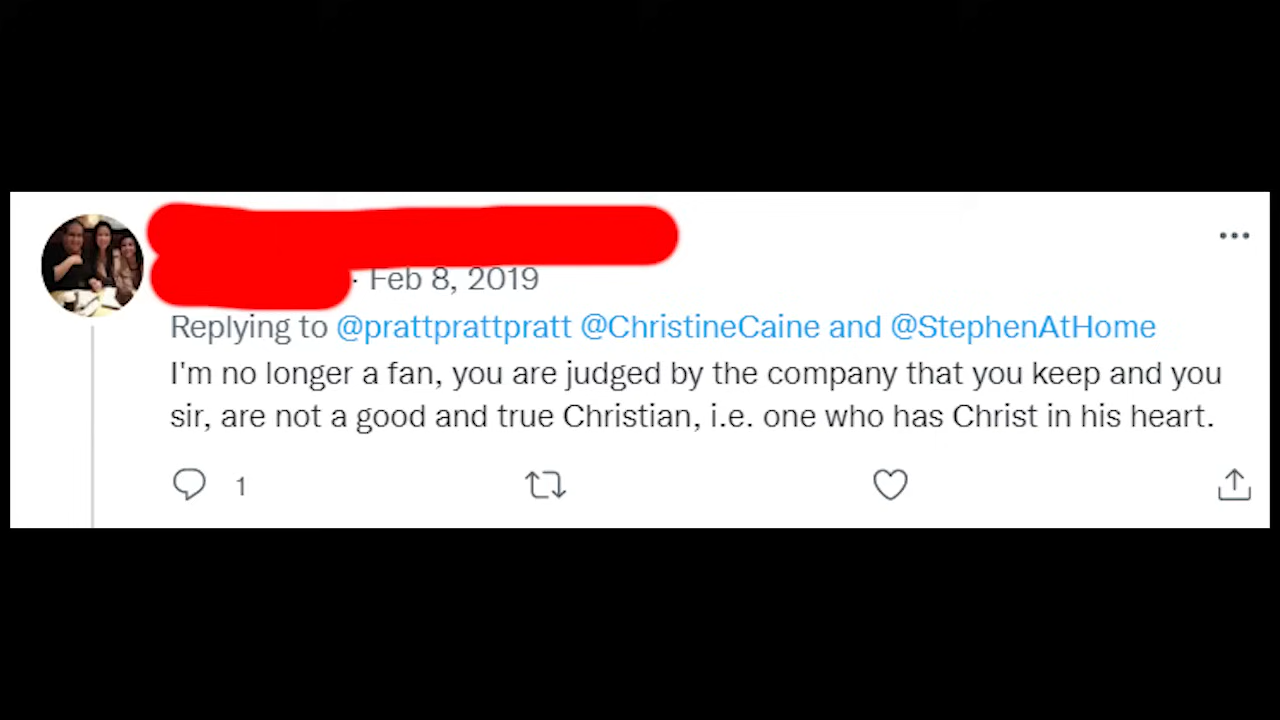 · Feb 8, 2019
Replying to @prattprattpratt @ChristineCaine and @StephenAtHome
I'm no longer a fan, you are judged by the company that you keep and you
sir, are not a good and true Christian, i.e. one who has Christ in his heart.
1